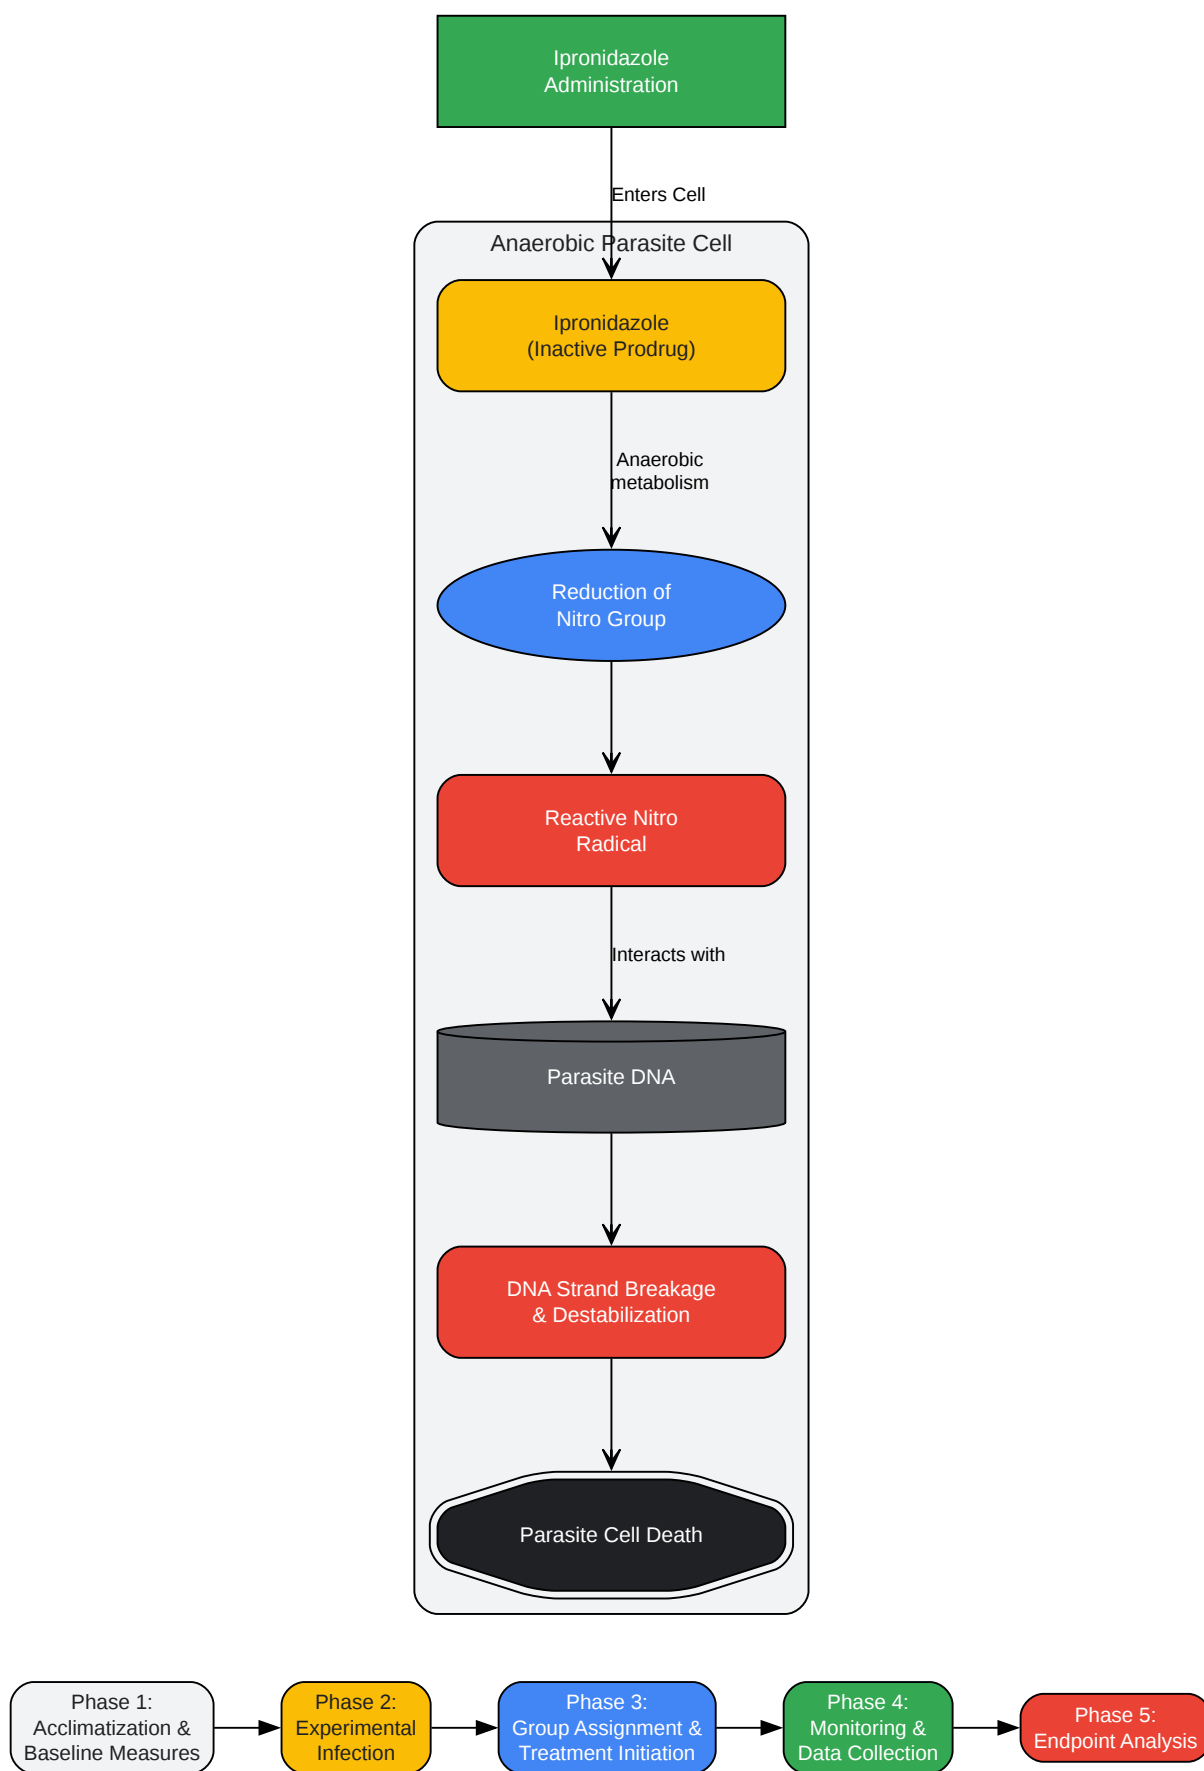 Ipronidazole
Administration
Enters Cell
Anaerobic Parasite Cell
Ipronidazole
(Inactive Prodrug)
Anaerobic
metabolism
Reduction of
Nitro Group
Reactive Nitro
Radical
Interacts with
Parasite DNA
DNA Strand Breakage
& Destabilization
Parasite Cell Death
Phase 1:
Acclimatization &
Baseline Measures
Phase 2:
Experimental
Infection
Phase 3:
Group Assignment &
Treatment Initiation
Phase 4:
Monitoring &
Data Collection
Phase 5:
Endpoint Analysis